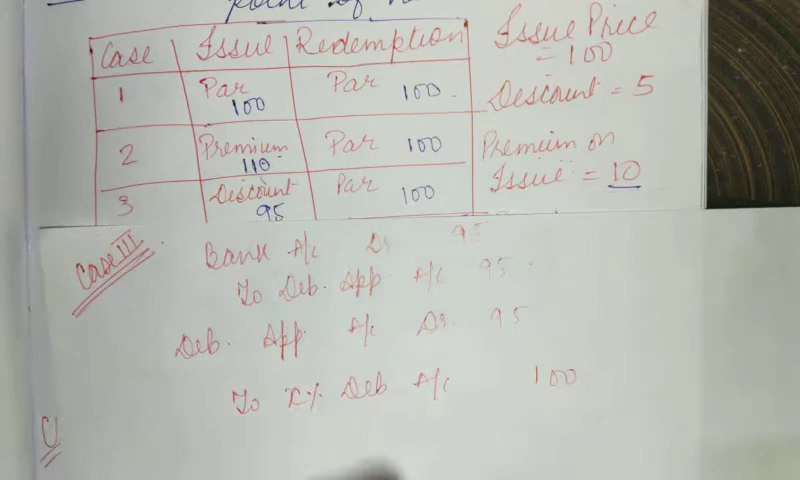 point of
Case Issue Redemption
1 Par 100 Par 100
2 Premium 110 Par 100
3 Discount 95 Par 100
Issue Price
= 100
Discount = 5
Premium on
Issue = 10
Case III
Bank A/c Dr 95
To Deb. App A/c 95
Deb. App. A/c Dr. 95
To X% Deb A/c 100